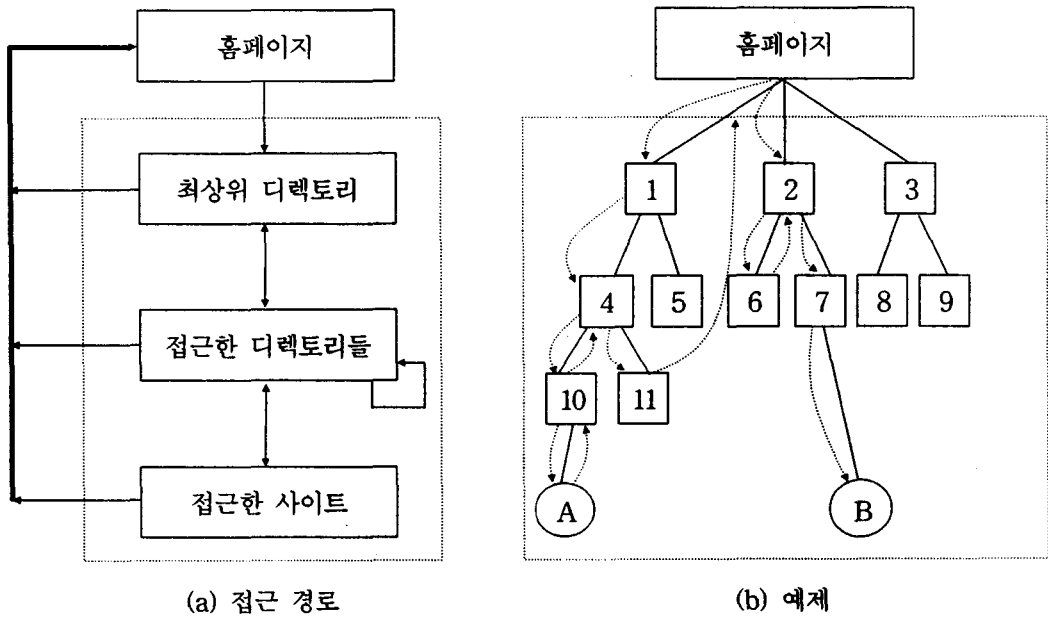 홈페이지
최상위 디렉토리
접근한 디렉토리들
접근한 사이트
(a) 접근 경로
홈페이지
1 2 3
4 5 6 7 8 9
10 11
A B
(b) 예제